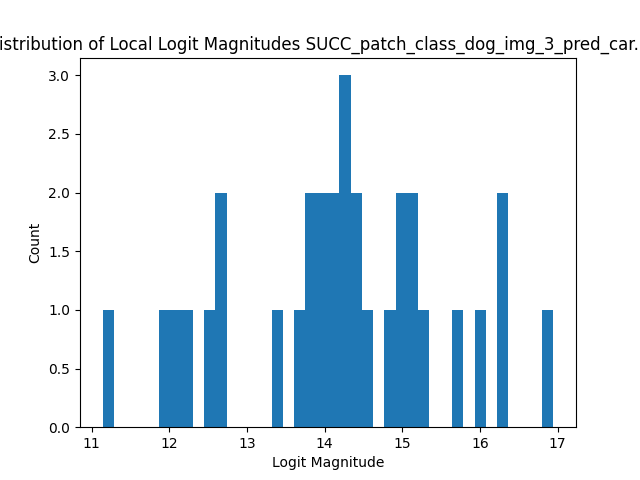 istribution of Local Logit Magnitudes SUCC_patch_class_dog_img_3_pred_car.
3.0
2.5
2.0
1.5
1.0
0.5
0.0
Count
11 12 13 14 15 16 17
Logit Magnitude